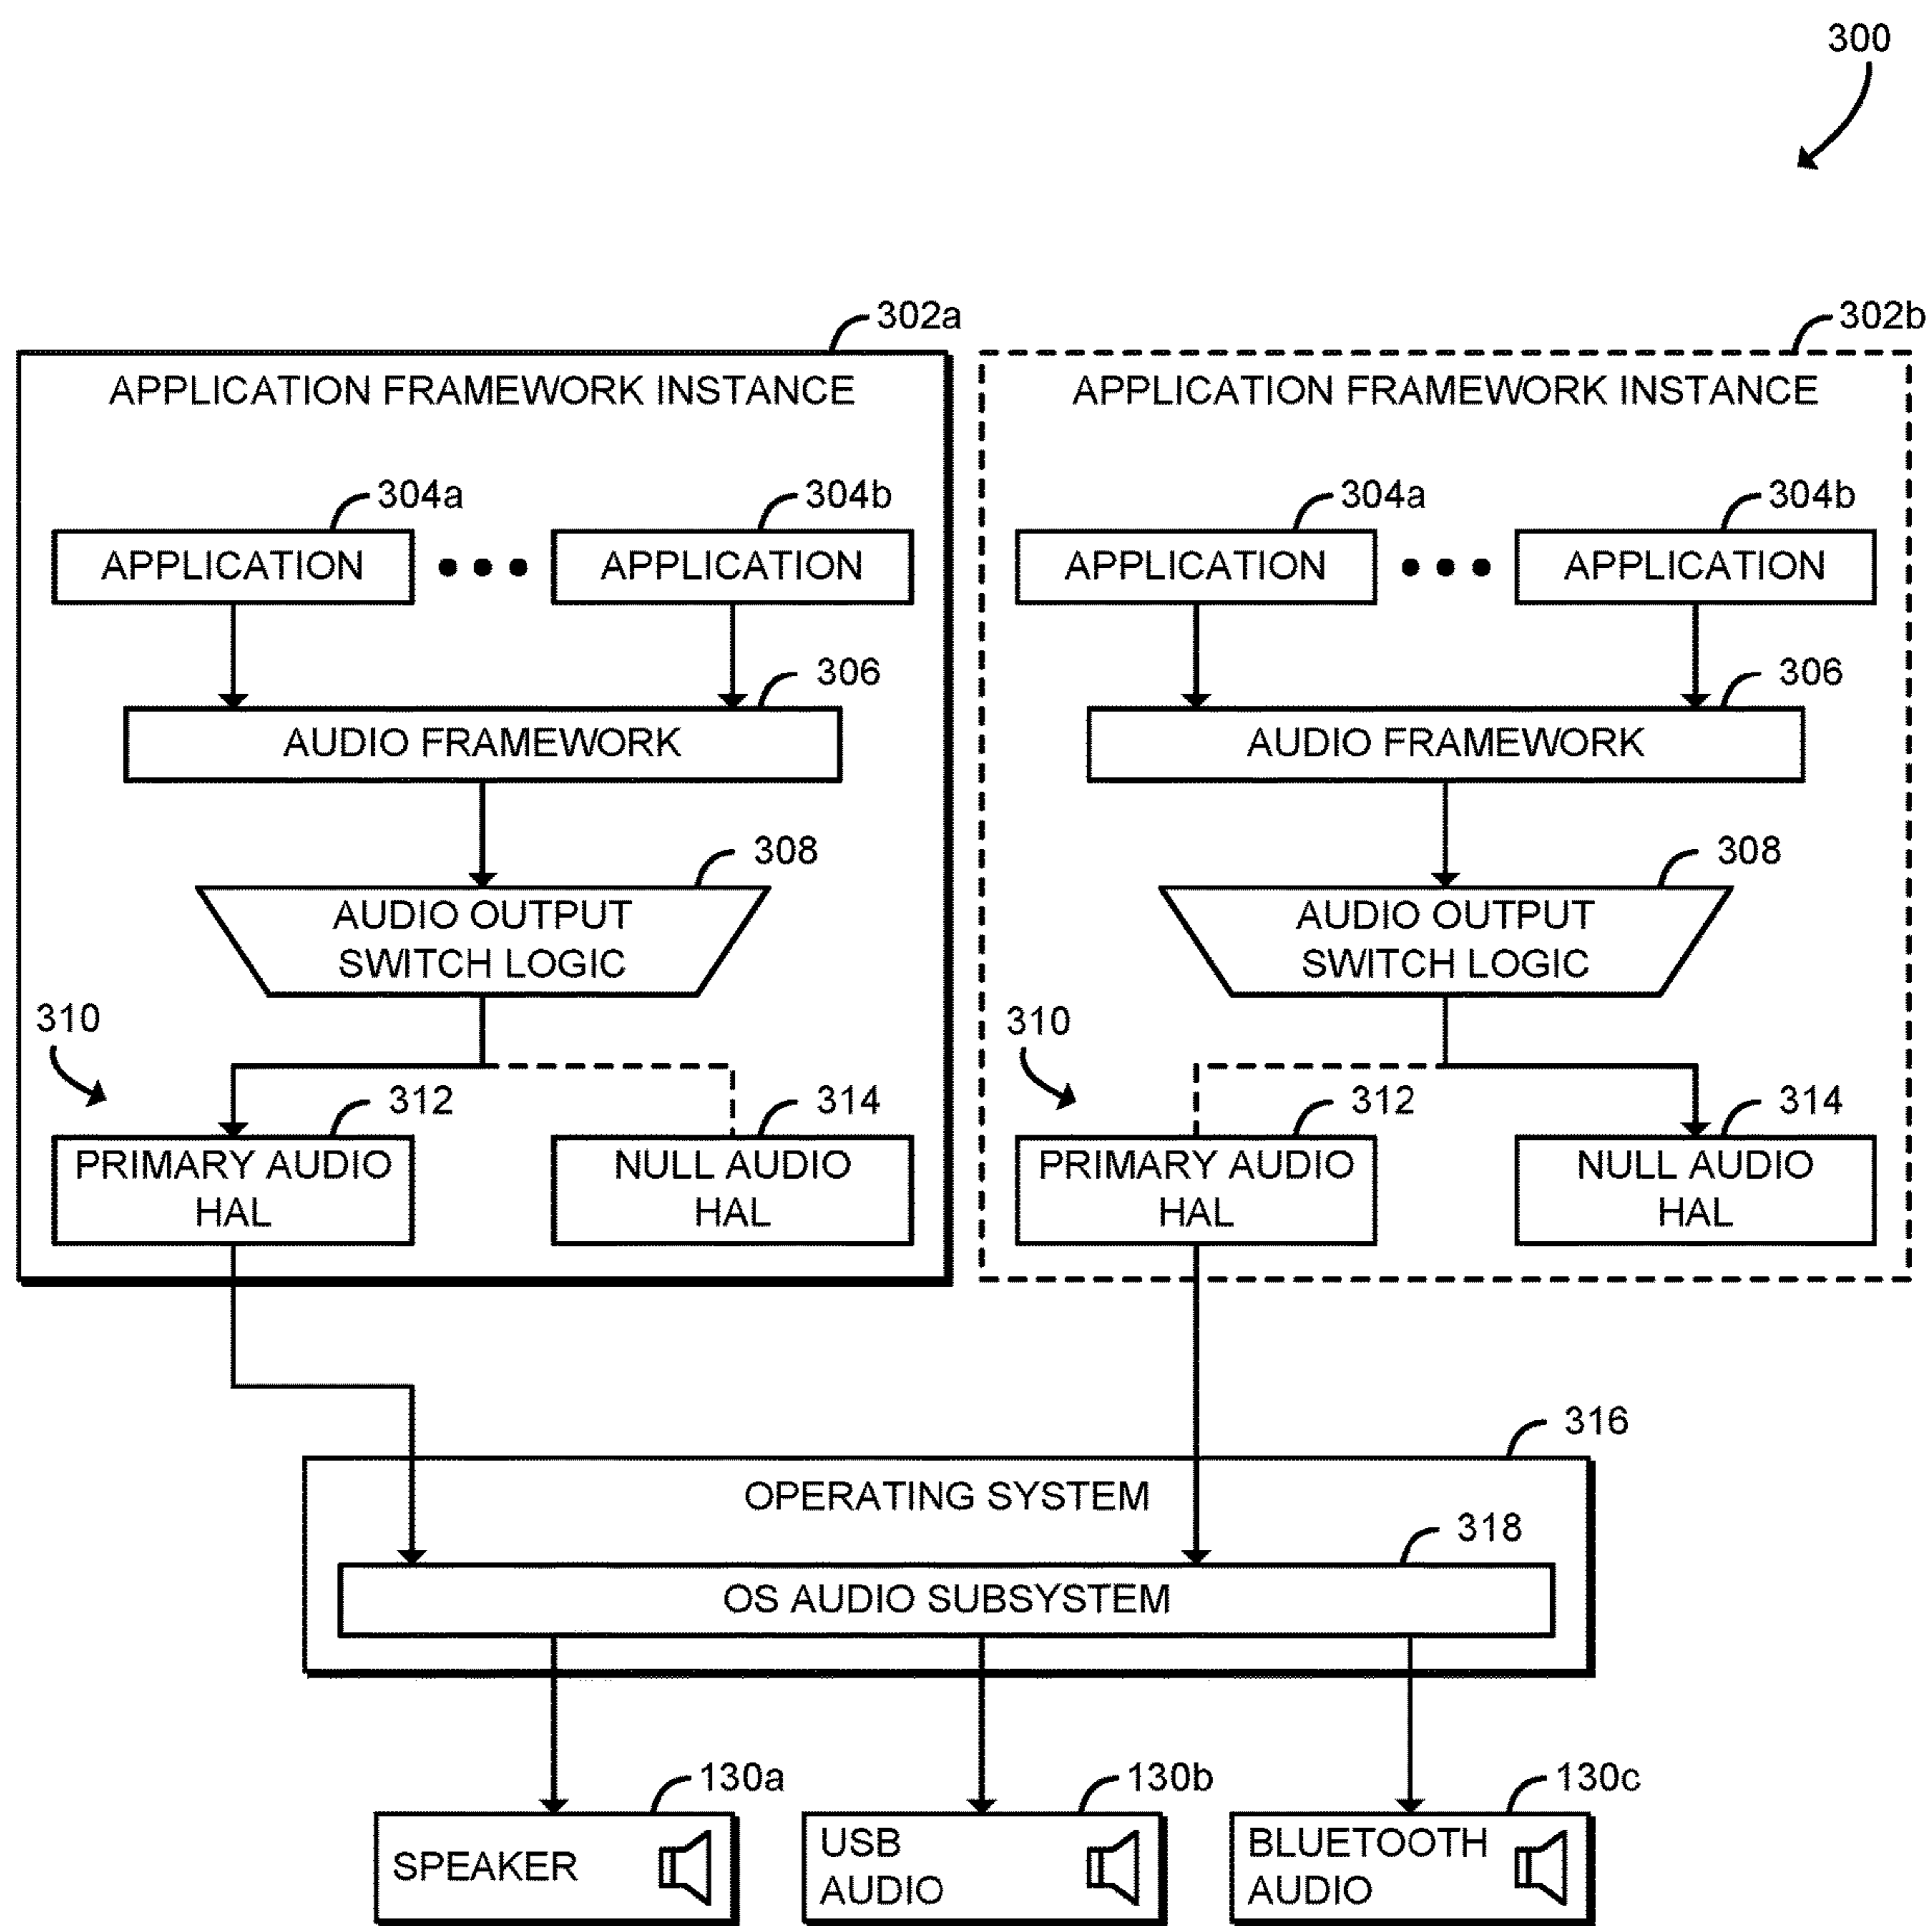 300
302a
302b
APPLICATION FRAMEWORK INSTANCE
APPLICATION FRAMEWORK INSTANCE
304a
304b
304a
304b
APPLICATION
APPLICATION
APPLICATION
APPLICATION
306
306
AUDIO FRAMEWORK
AUDIO FRAMEWORK
308
308
AUDIO OUTPUT
SWITCH LOGIC
AUDIO OUTPUT
SWITCH LOGIC
310
310
312
314
312
314
PRIMARY AUDIO
HAL
NULL AUDIO
HAL
PRIMARY AUDIO
HAL
NULL AUDIO
HAL
316
OPERATING SYSTEM
318
OS AUDIO SUBSYSTEM
130a
130b
130c
SPEAKER
USB
AUDIO
BLUETOOTH
AUDIO